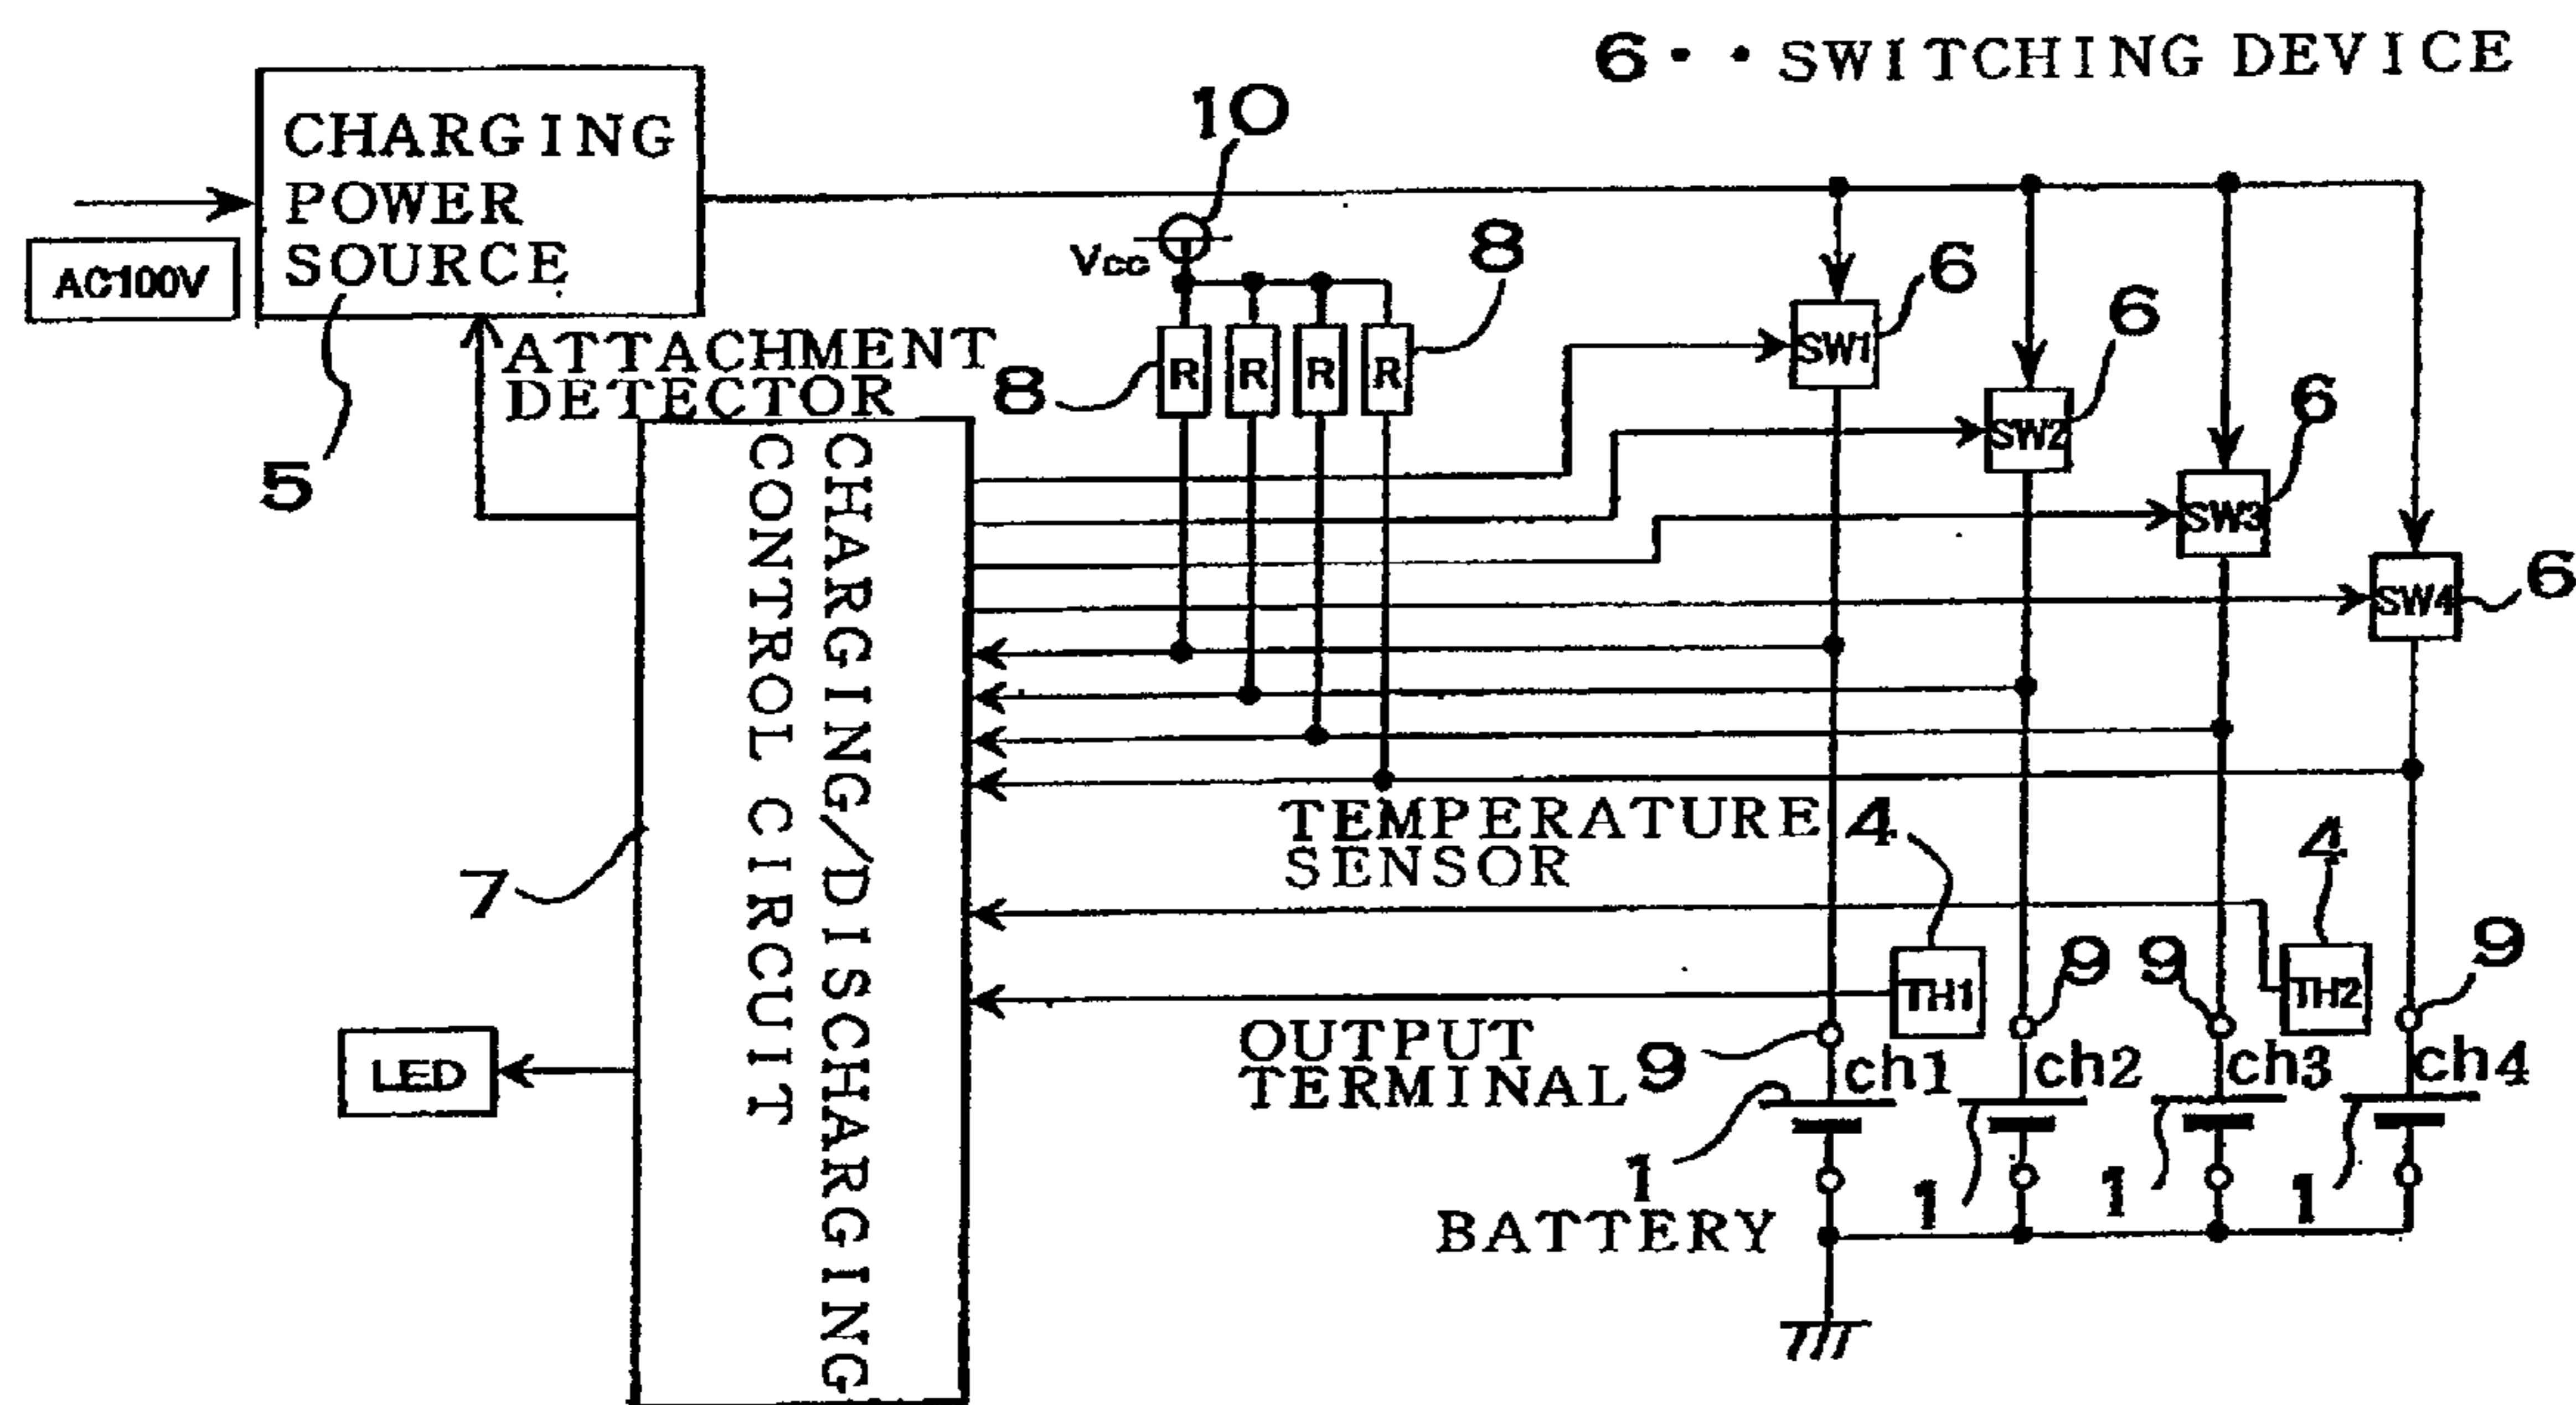 6・・SWITCHING DEVICE
10
CHARGING
POWER
SOURCE
AC100V
Vcc
8
6
6
ATTACHMENT
DETECTOR
8
R
R
R
R
SW1
SW2
6
5
SW3
6
SW4
CHARGING/DISCHARGING
CONTROL CIRCUIT
7
TEMPERATURE
SENSOR
4
4
9
9
9
TH1
TH2
OUTPUT
TERMINAL
9
ch1
ch2
ch3
ch4
LED
1
1
1
1
BATTERY